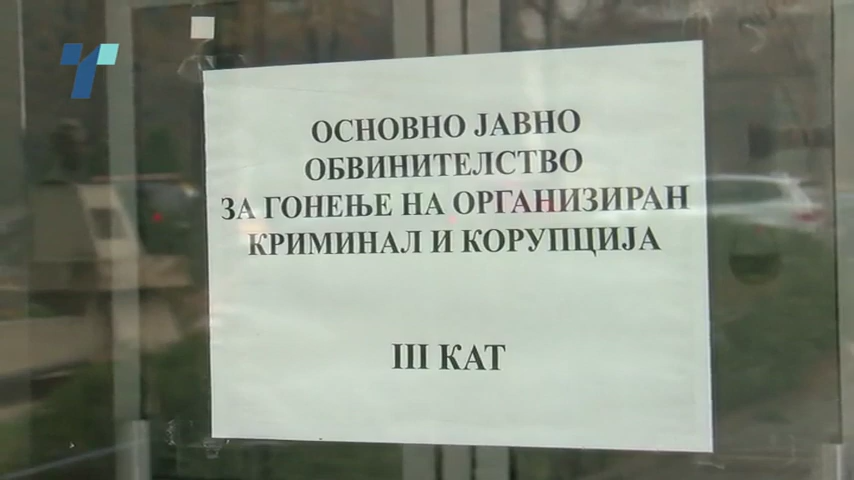 ОСНОВНО ЈАВНО
ОБВИНИТЕЛСТВО
ЗА ГОНЕЊЕ НА ОРГАНИЗИРАН
КРИМИНАЛ И КОРУПЦИЈА
III КАТ